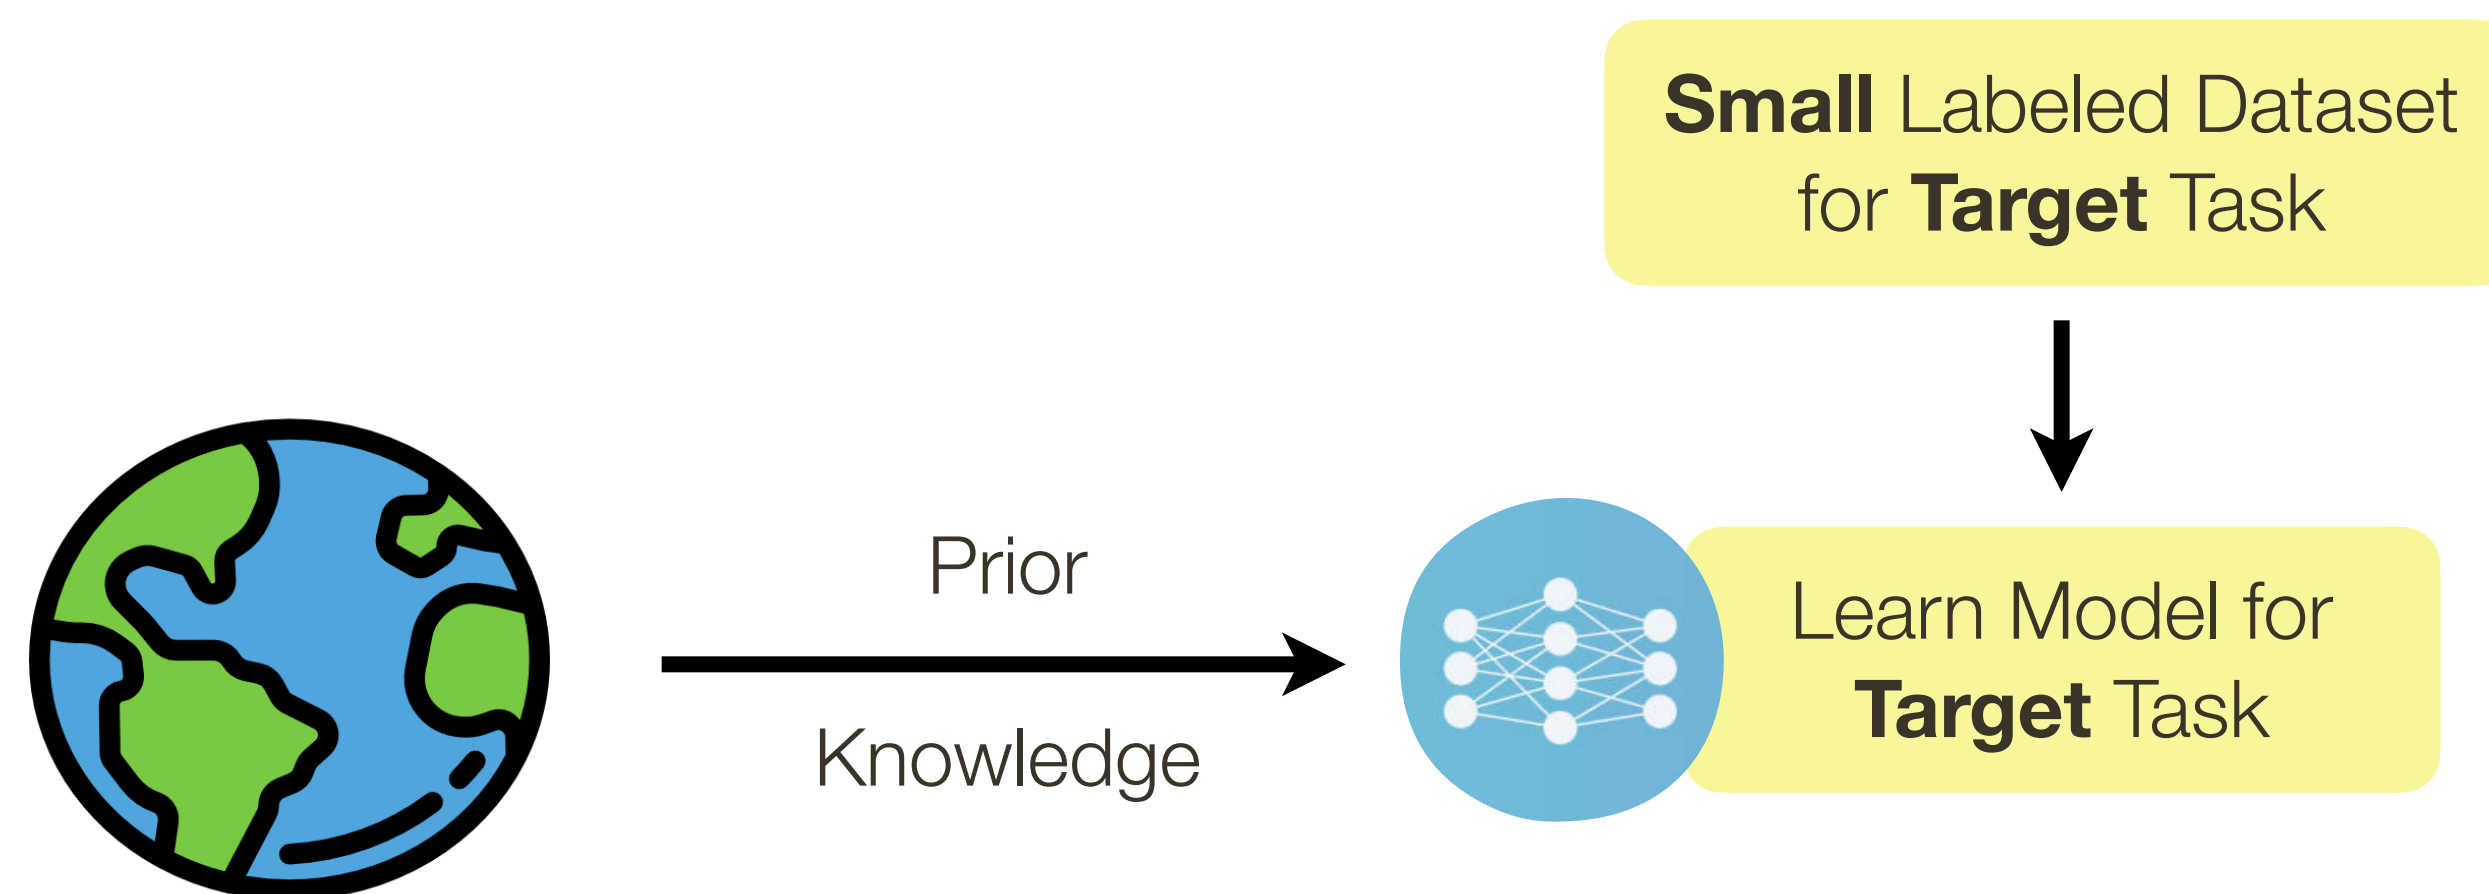 Small Labeled Dataset
for Target Task
Prior
Knowledge
Learn Model for
Target Task